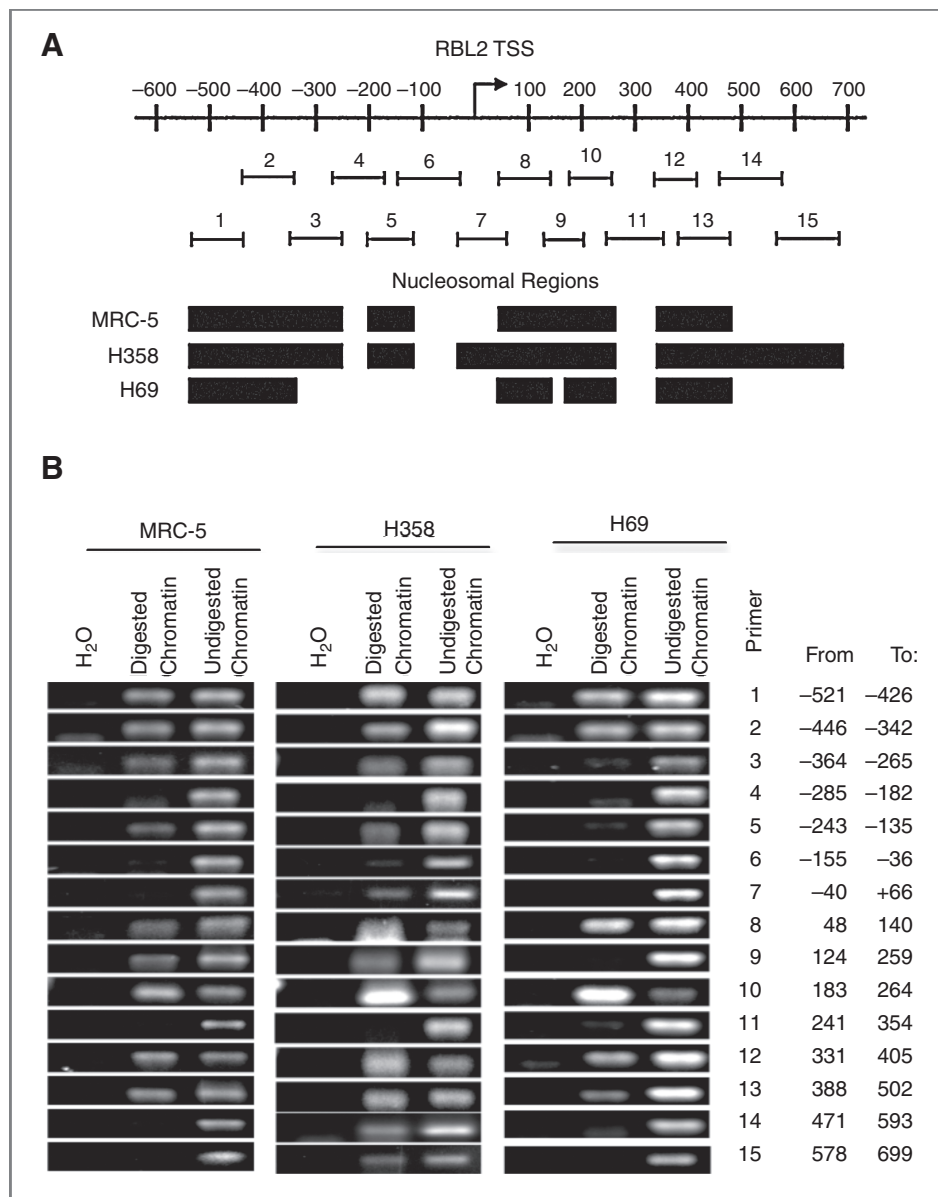 A
RBL2 TSS
–600 –500 –400 –300 –200 –100 100 200 300 400 500 600 700
2 4 6 8 10 12 14
1 3 5 7 9 11 13 15
Nucleosomal Regions
MRC-5
H358
H69
B
MRC-5 H358 H69
H2O Digested Chromatin Undigested Chromatin H2O Digested Chromatin Undigested Chromatin H2O Digested Chromatin Undigested Chromatin Primer From To:
1 –521 –426
2 –446 –342
3 –364 –265
4 –285 –182
5 –243 –135
6 –155 –36
7 –40 +66
8 48 140
9 124 259
10 183 264
11 241 354
12 331 405
13 388 502
14 471 593
15 578 699